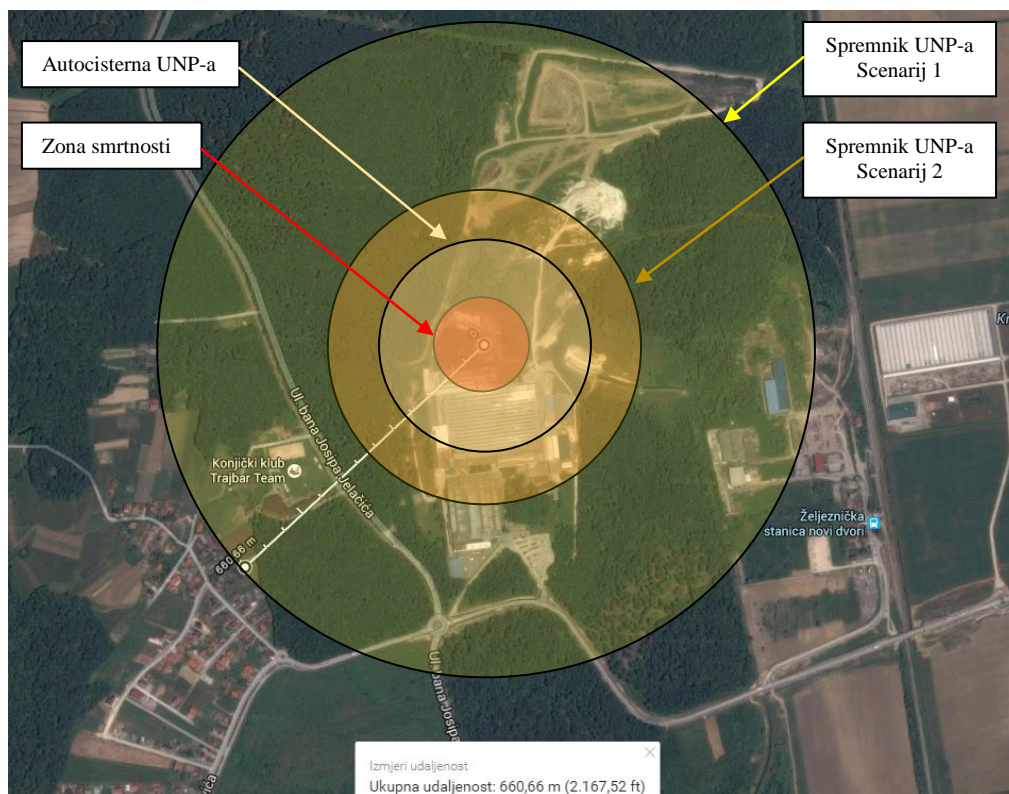 Autocisterna UNP-a
Zona smrtnosti
Spremnik UNP-a
Scenarij 1
Spremnik UNP-a
Scenarij 2
Ul. bana Josipa Jelačića
Konjički klub
Trajbar Team
660,66 m
Željeznička
stanica novi dvori
Ul. bana Josipa
Izmjeri udaljenost
Ukupna udaljenost: 660,66 m (2.167,52 ft)